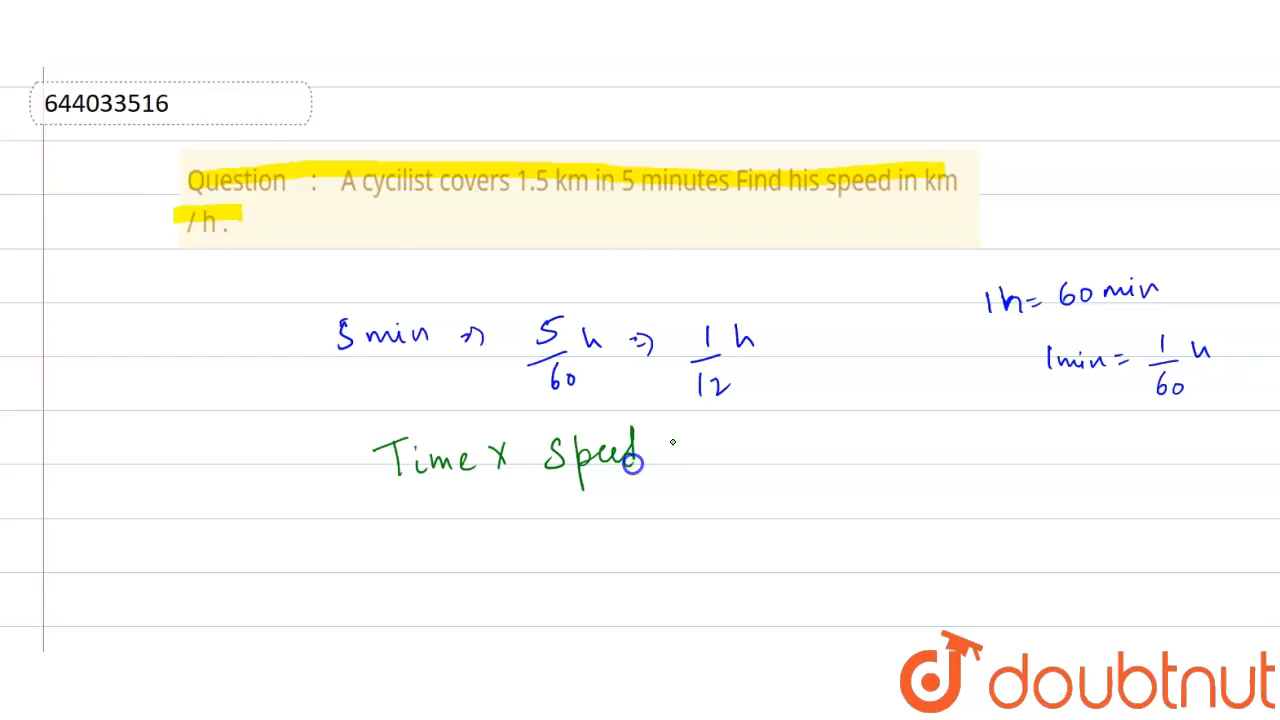 644033516
Question : A cycilist covers 1.5 km in 5 minutes Find his speed in km
/ h .
1h = 60 min
5 min => 5/60 h => 1/12 h
1min = 1/60 h
Time x Speed
doubtnut